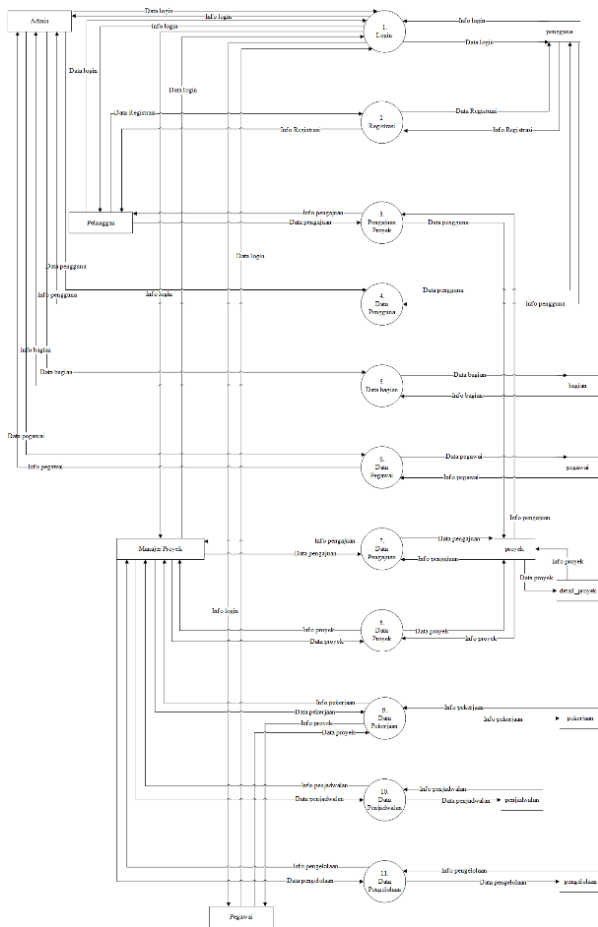 Data login
Info login
Info login
Admin
1.
Login
Info login
pengguna
Data login
Data login
Data login
Data Registrasi
Info Registrasi
2.
Registrasi
Data Registrasi
Info Registrasi
Pelanggan
Info pengajuan
Data pengajuan
3.
Pengajuan
Proyek
Data pengguna
Data login
Data pengguna
Info pengguna
Info login
4.
Data
Pengguna
Data pengguna
Info pengguna
Info bagian
Data bagian
5.
Data bagian
Data bagian
Info bagian
bagian
Data pegawai
Info pegawai
6.
Data
Pegawai
Data pegawai
Info pegawai
pegawai
Info pengajuan
Manajer Proyek
Info pengajuan
Data pengajuan
7.
Data
Pengajuan
Data pengajuan
Info pengajuan
proyek
Info proyek
Data proyek
detail_proyek
Info login
Info proyek
Data proyek
8.
Data
Proyek
Data proyek
Info proyek
Info pekerjaan
Data pekerjaan
Info proyek
Data proyek
9.
Data
Pekerjaan
Info pekerjaan
Info pekerjaan
pekerjaan
Info penjadwalan
Data penjadwalan
10.
Data
Penjadwalan
Info penjadwalan
Data penjadwalan
penjadwalan
Info pengelolaan
Data pengelolaan
11.
Data
Pengelolaan
Info pengelolaan
Data pengelolaan
pengelolaan
Pegawai